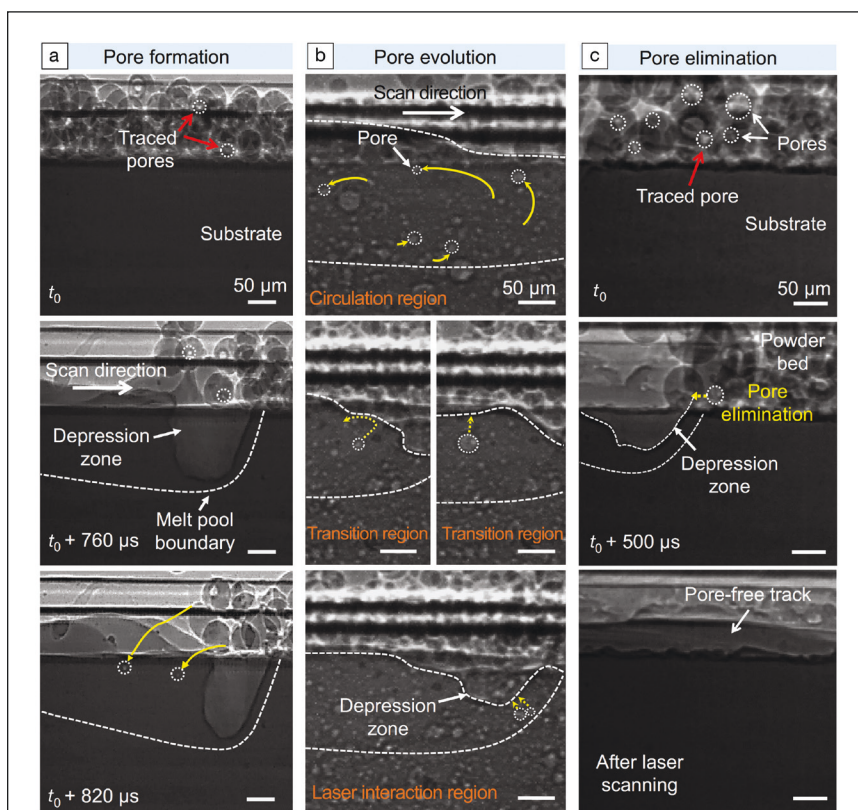 a Pore formation
Traced
pores
Substrate
t0
50 μm
Scan direction
Depression
zone
Melt pool
boundary
t0 + 760 μs
t0 + 820 μs
b Pore evolution
Scan direction
Pore
Circulation region
50 μm
Transition region
Transition region
Depression
zone
Laser interaction region
c Pore elimination
Pores
Traced pore
Substrate
t0
50 μm
Powder
bed
Pore
elimination
Depression
zone
t0 + 500 μs
Pore-free track
After laser
scanning